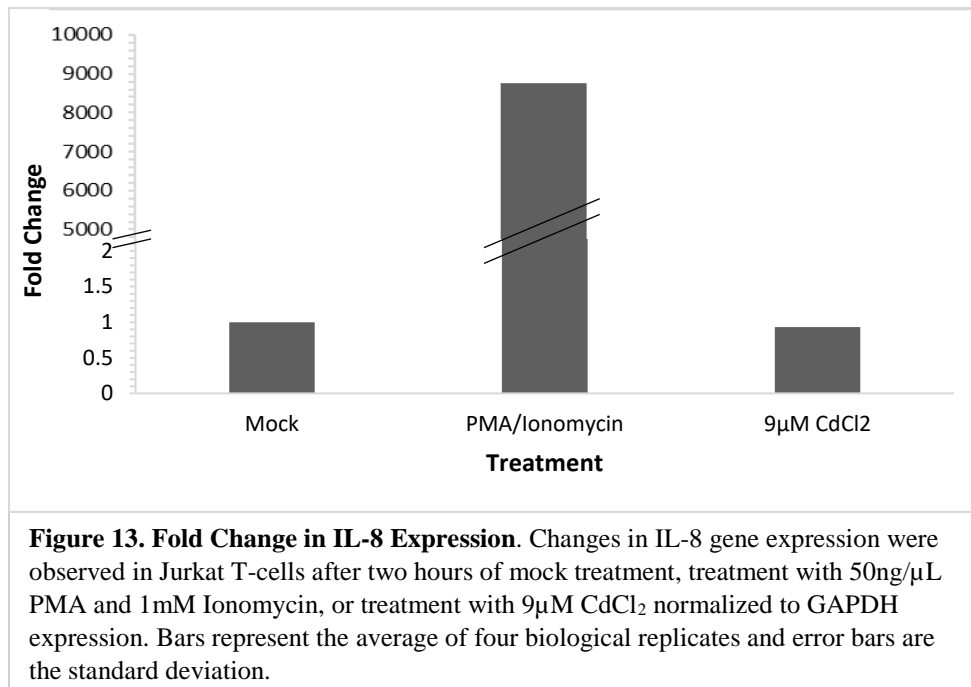 10000
9000
8000
7000
6000
5000
2
1.5
1
0.5
0
Fold Change
Mock PMA/Ionomycin 9µM CdCl2
Treatment
Figure 13. Fold Change in IL-8 Expression. Changes in IL-8 gene expression were
observed in Jurkat T-cells after two hours of mock treatment, treatment with 50ng/µL
PMA and 1mM Ionomycin, or treatment with 9µM CdCl₂ normalized to GAPDH
expression. Bars represent the average of four biological replicates and error bars are
the standard deviation.